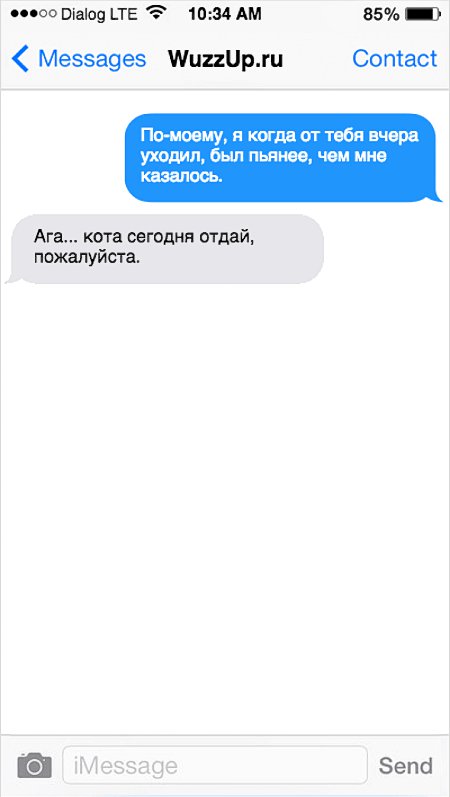 Dialog LTE 10:34 AM 85%
Messages WuzzUp.ru Contact
По-моему, я когда от тебя вчера
уходил, был пьянее, чем мне
казалось.
Ага... кота сегодня отдай,
пожалуйста.
iMessage Send